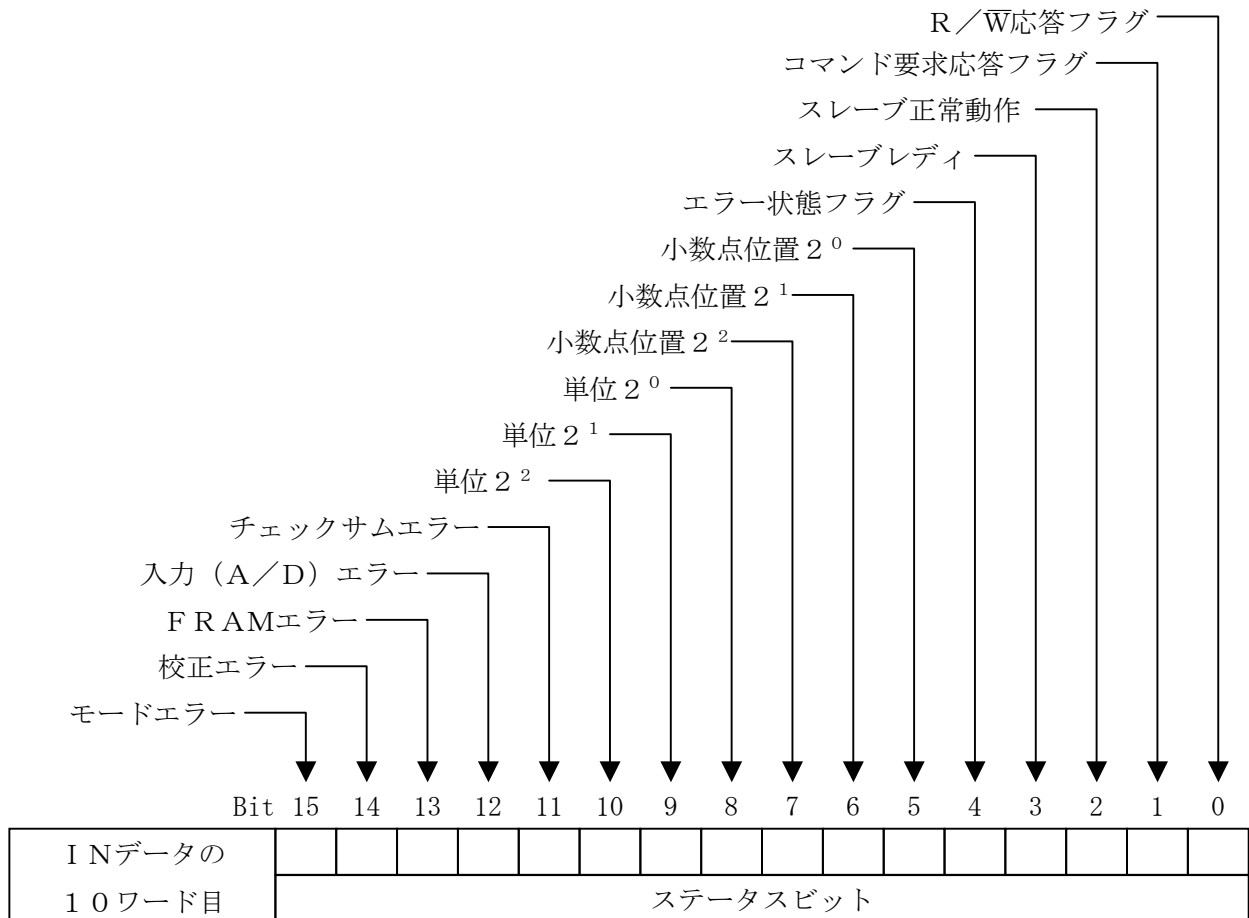 R/W̅応答フラグ
コマンド要求応答フラグ
スレーブ正常動作
スレーブレディ
エラー状態フラグ
小数点位置2⁰
小数点位置2¹
小数点位置2²
単位2⁰
単位2¹
単位2²
チェックサムエラー
入力(A/D)エラー
FRAMエラー
校正エラー
モードエラー
Bit 15 14 13 12 11 10 9 8 7 6 5 4 3 2 1 0
INデータの
10ワード目
ステータスビット